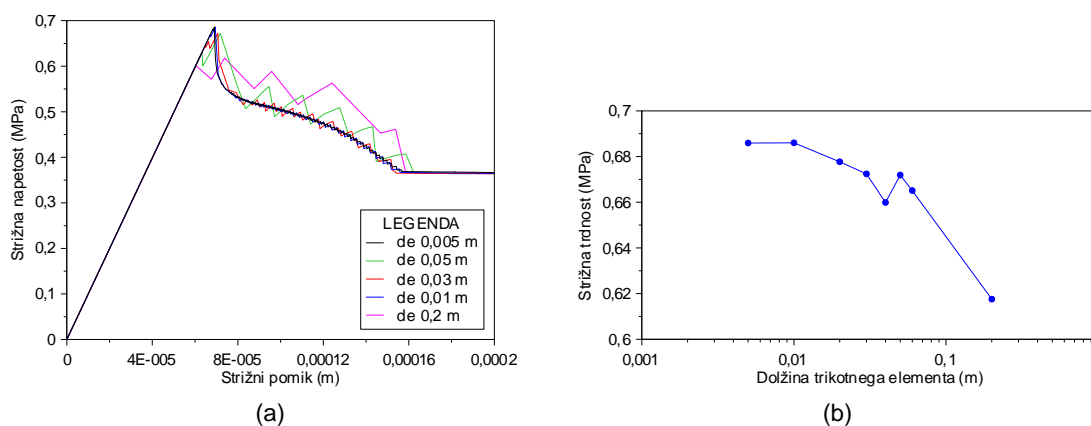 0,7
0,6
0,5
0,4
0,3
0,2
0,1
0
Strižna napetost (MPa)
LEGENDA
de 0,005 m
de 0,05 m
de 0,03 m
de 0,01 m
de 0,2 m
0 4E-005 8E-005 0,00012 0,00016 0,0002
Strižni pomik (m)
(a)
0,7
0,68
0,66
0,64
0,62
0,6
Strižna trdnost (MPa)
0,001 0,01 0,1
Dolžina trikotnega elementa (m)
(b)